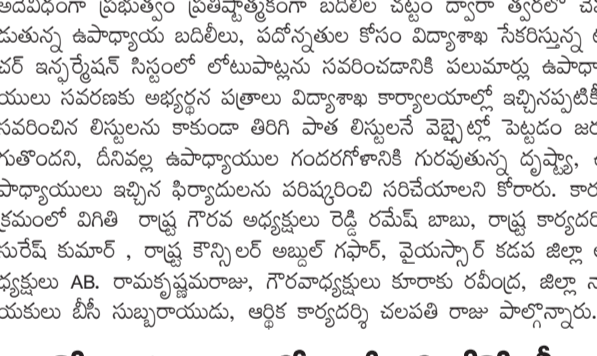 అదేవిధంగా ప్రభుత్వం ప్రతిష్టాత్మకంగా బదిలీల చట్టం ద్వారా త్వరలో చే
డుతున్న ఉపాధ్యాయ బదిలీలు, పదోన్నతుల కోసం విద్యాశాఖ సేకరిస్తున్న
చర్ ఇన్ఫర్మేషన్ సిస్టంలో లోటుపాట్లను సవరించడానికి పలుమార్లు ఉపాధా
యులు సవరణకు అభ్యర్థన పత్రాలు విద్యాశాఖ కార్యాలయాల్లో ఇచ్చినప్పటికీ
సవరించిన లిస్టులను కాకుండా తిరిగి పాత లిస్టులనే వెబ్సైట్లో పెట్టడం జర
గుతోందని, దీనివల్ల ఉపాధ్యాయుల గందరగోళానికి గురవుతున్న దృష్ట్యా,
పాధ్యాయులు ఇచ్చిన ఫిర్యాదులను పరిష్కరించి సరిచేయాలని కోరారు. కార
క్రమంలో విగితి రాష్ట్ర గౌరవ అధ్యక్షులు రెడ్డి రమేష్ బాబు, రాష్ట్ర కార్యదరి
సురేష్ కుమార్ , రాష్ట్ర కౌన్సిలర్ అబ్దుల్ గఫార్, వైయస్సార్ కడప జిల్లా
ధ్యక్షులు AB. రామకృష్ణమరాజు, గౌరవాధ్యక్షులు కూరాకు రవీంద్ర, జిల్లా నా
యకులు బీసీ సుబ్బరాయుడు, ఆర్థిక కార్యదర్శి చలపతి రాజు పాల్గొన్నారు.